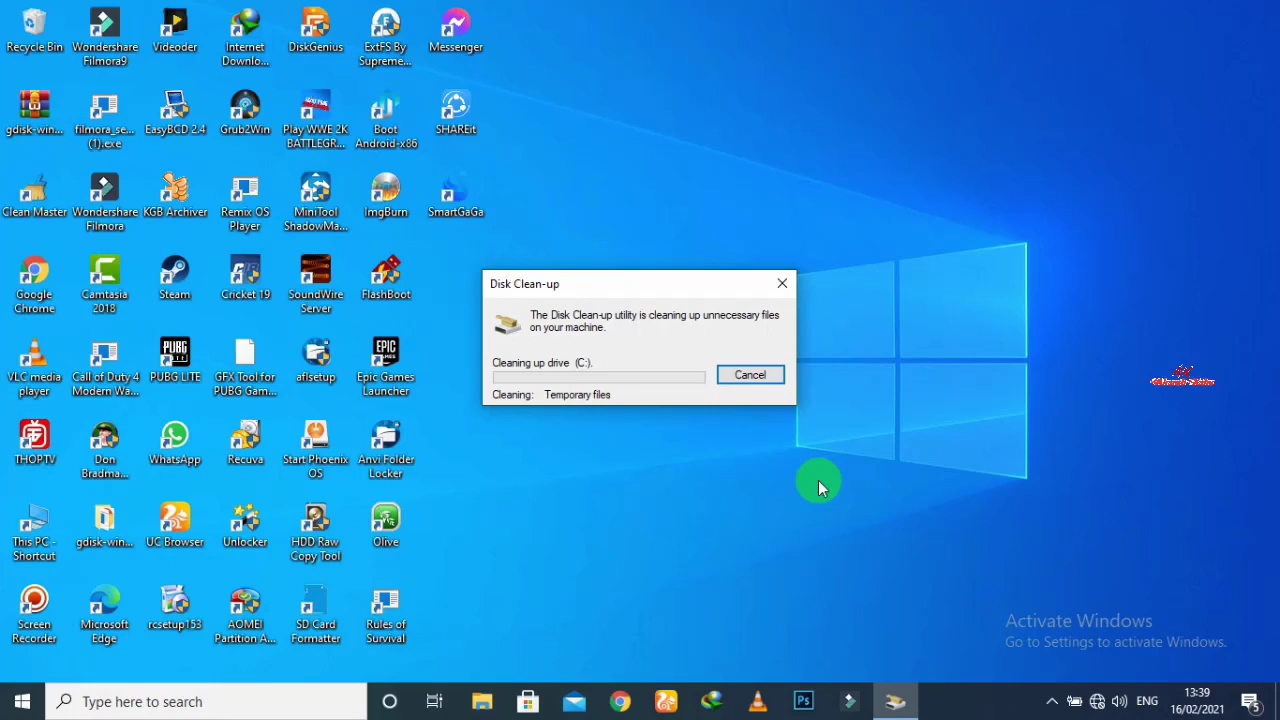 Recycle Bin
Wondershare
Filmora9
Videoder
Internet
Downlo...
DiskGenius
ExtFS By
Supreme...
Messenger
gdisk-win...
filmora_se...
(1).exe
EasyBCD 2.4
Grub2Win
Play WWE 2K
BATTLEGR...
Boot
Android-x86
SHAREit
Clean Master
Wondershare
Filmora
KGB Archiver
Remix OS
Player
MiniTool
ShadowMa...
ImgBurn
SmartGaGa
Google
Chrome
Camtasia
2018
Steam
Cricket 19
SoundWire
Server
FlashBoot
VLC media
player
Call of Duty 4
Modern Wa...
PUBG LITE
GFX Tool for
PUBG Gam...
aflsetup
Epic Games
Launcher
THOPTV
Don
Bradma...
WhatsApp
Recuva
Start Phoenix
OS
Anvi Folder
Locker
This PC -
Shortcut
gdisk-win...
UC Browser
Unlocker
HDD Raw
Copy Tool
Olive
Screen
Recorder
Microsoft
Edge
rcsetup153
AOMEI
Partition A...
SD Card
Formatter
Rules of
Survival
Disk Clean-up
The Disk Clean-up utility is cleaning up unnecessary files
on your machine.
Cleaning up drive (C:).
Cancel
Cleaning: Temporary files
Activate Windows
Go to Settings to activate Windows.
Type here to search
ENG
13:39
16/02/2021
5